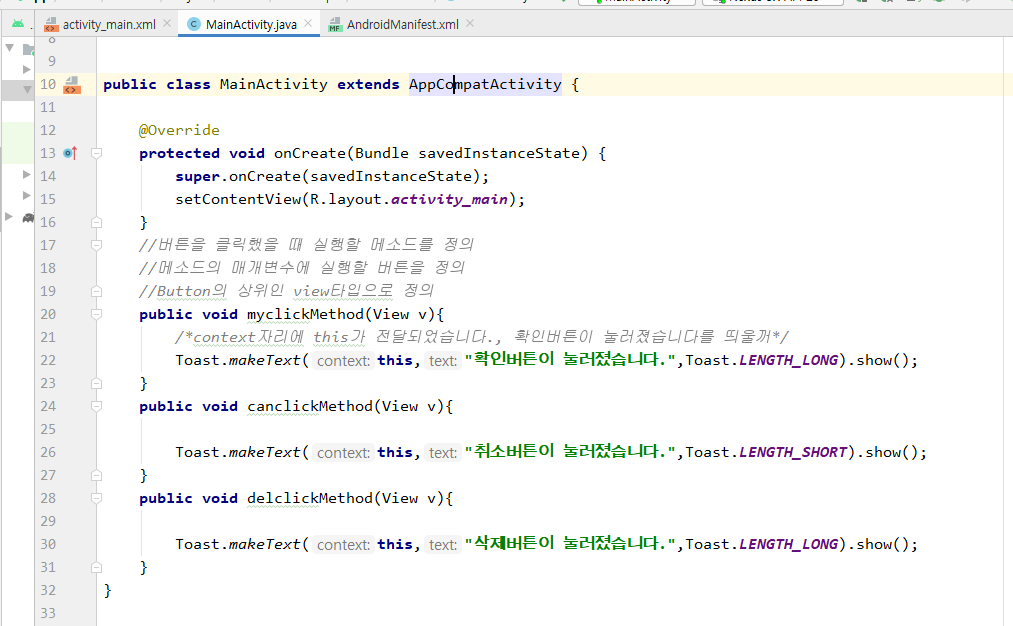 activity_main.xml MainActivity.java AndroidManifest.xml
8
9
10 public class MainActivity extends AppCompatActivity {
11
12 @Override
13 protected void onCreate(Bundle savedInstanceState) {
14 super.onCreate(savedInstanceState);
15 setContentView(R.layout.activity_main);
16 }
17 //버튼을 클릭했을 때 실행할 메소드를 정의
18 //메소드의 매개변수에 실행할 버튼을 정의
19 //Button의 상위인 view타입으로 정의
20 public void myclickMethod(View v){
21 /*context자리에 this가 전달되었습니다., 확인버튼이 눌러졌습니다를 띄울꺼*/
22 Toast.makeText( context: this, text: "확인버튼이 눌러졌습니다.",Toast.LENGTH_LONG).show();
23 }
24 public void canclickMethod(View v){
25
26 Toast.makeText( context: this, text: "취소버튼이 눌러졌습니다.",Toast.LENGTH_SHORT).show();
27 }
28 public void delclickMethod(View v){
29
30 Toast.makeText( context: this, text: "삭제버튼이 눌러졌습니다.",Toast.LENGTH_LONG).show();
31 }
32 }
33